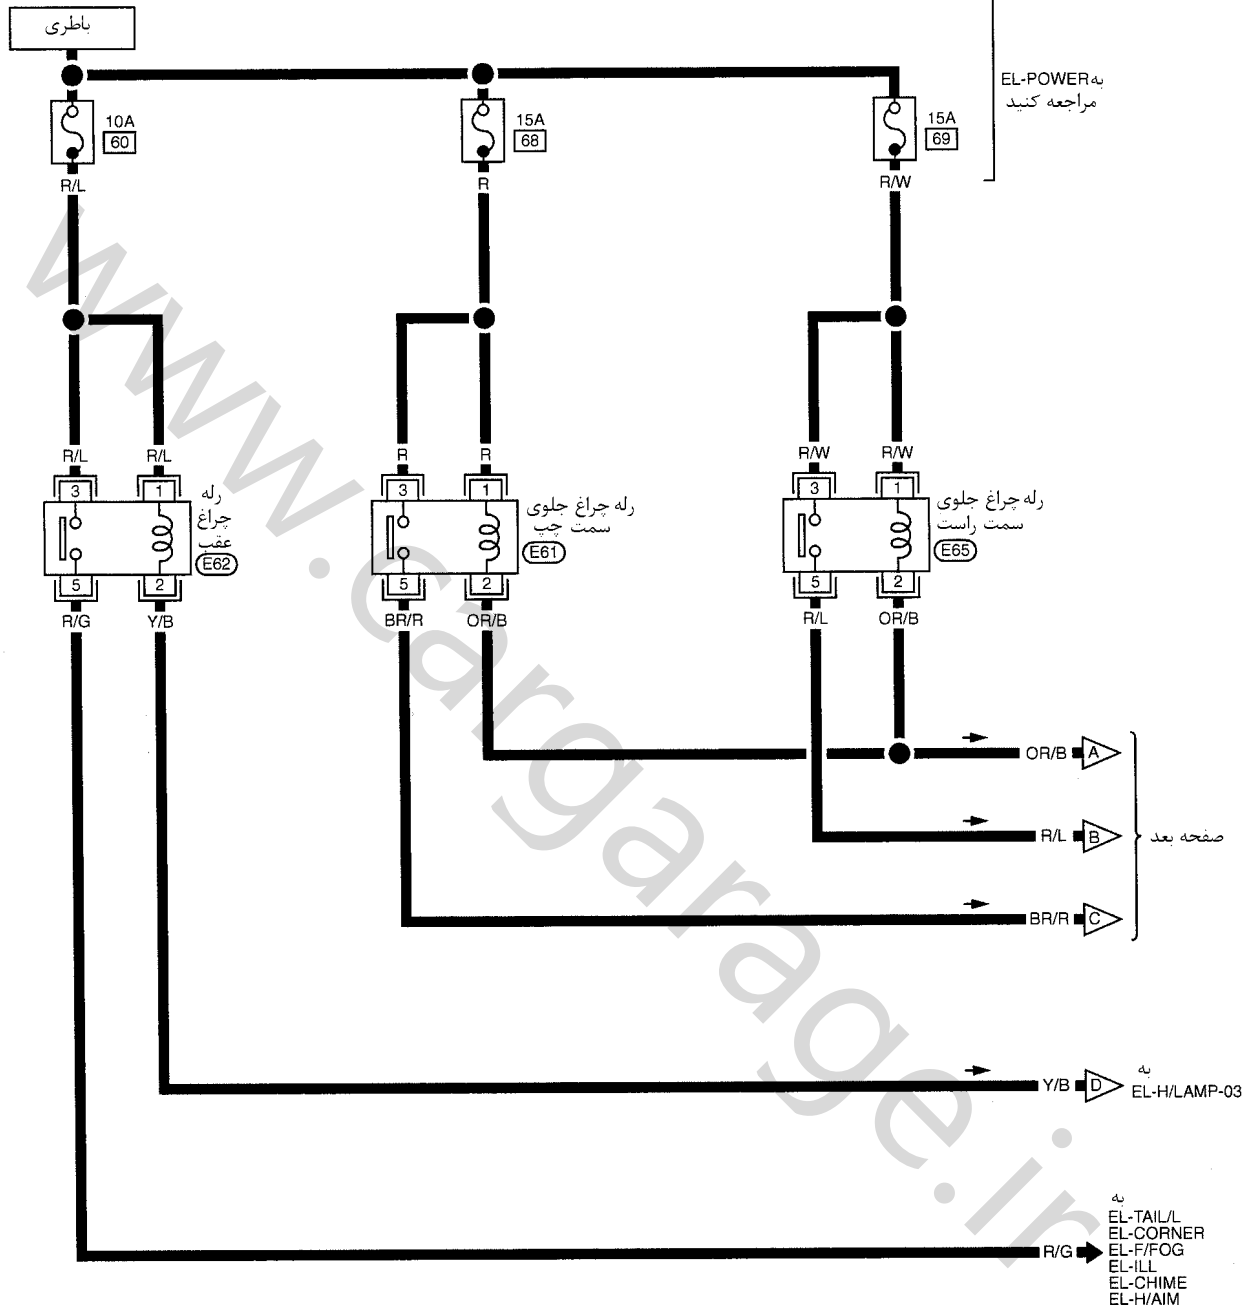 باطری
EL-POWER به
مراجعه کنید
10A
60
15A
68
15A
69
R/L
R
R/W
R/L
R/L
R
R
R/W
R/W
3
1
3
1
3
1
رله
چراغ
عقب
E62
رله چراغ جلوی
سمت چپ
E61
رله چراغ جلوی
سمت راست
E65
5
2
5
2
5
2
R/G
Y/B
BR/R
OR/B
R/L
OR/B
OR/B
A
R/L
B
صفحه بعد
BR/R
C
Y/B
D
به
EL-H/LAMP-03
R/G
به
EL-TAIL/L
EL-CORNER
EL-F/FOG
EL-ILL
EL-CHIME
EL-H/AIM
www.cargarage.ir